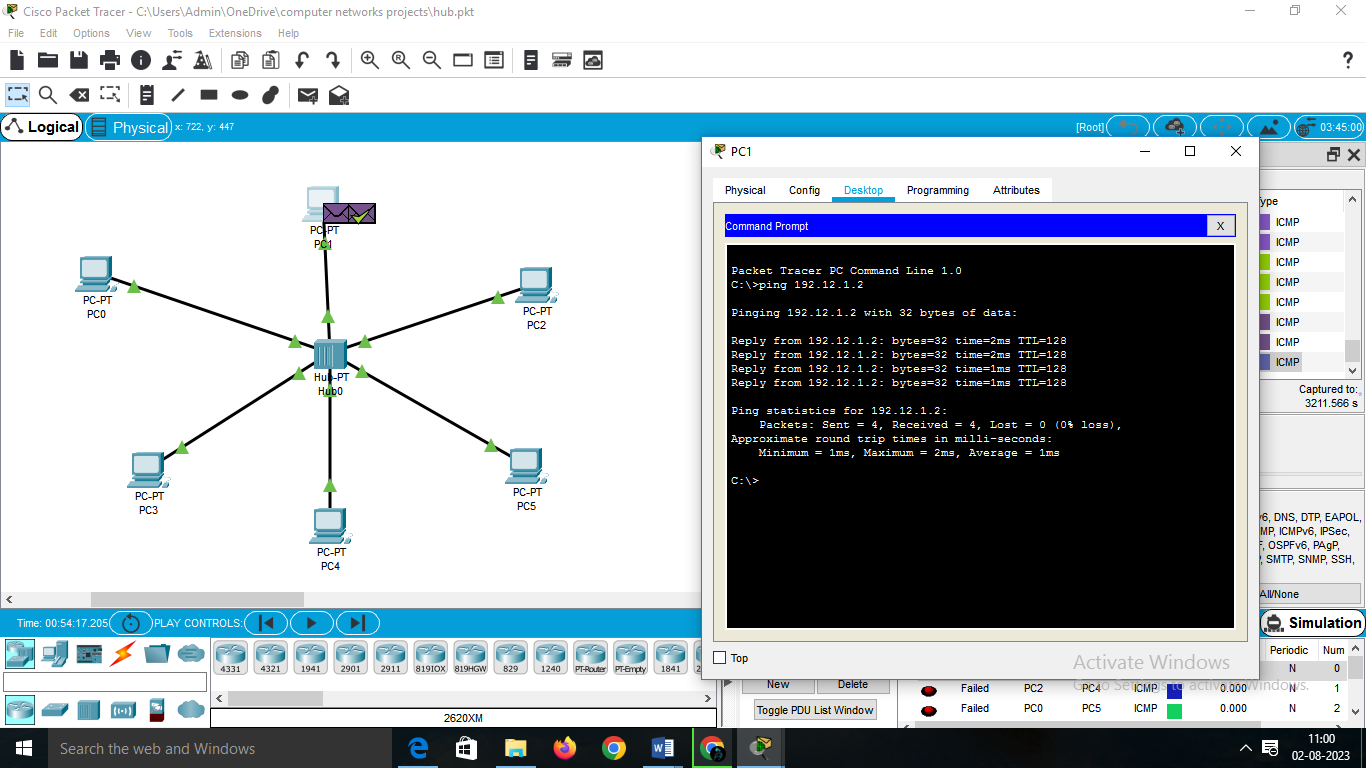 Cisco Packet Tracer - C:\Users\Admin\OneDrive\computer networks projects\hub.pkt
File Edit Options View Tools Extensions Help
?
Logical Physical x: 722, y: 447 [Root] 03:45:00
PC-PT
PC1
PC-PT
PC0
PC-PT
PC2
Hub-PT
Hub0
PC-PT
PC3
PC-PT
PC5
PC-PT
PC4
PC1
Physical Config Desktop Programming Attributes
Command Prompt X
Packet Tracer PC Command Line 1.0
C:\>ping 192.12.1.2
Pinging 192.12.1.2 with 32 bytes of data:
Reply from 192.12.1.2: bytes=32 time=2ms TTL=128
Reply from 192.12.1.2: bytes=32 time=2ms TTL=128
Reply from 192.12.1.2: bytes=32 time=1ms TTL=128
Reply from 192.12.1.2: bytes=32 time=1ms TTL=128
Ping statistics for 192.12.1.2:
Packets: Sent = 4, Received = 4, Lost = 0 (0% loss),
Approximate round trip times in milli-seconds:
Minimum = 1ms, Maximum = 2ms, Average = 1ms
C:\>
Top
ype
ICMP
ICMP
ICMP
ICMP
ICMP
ICMP
ICMP
ICMP
Captured to:
3211.566 s
v6, DNS, DTP, EAPOL,
MP, ICMPv6, IPSec,
F, OSPFv6, PAgP,
P, SMTP, SNMP, SSH,
All/None
Time: 00:54:17.205 PLAY CONTROLS:
Simulation
4331 4321 1941 2901 2911 819IOX 819HGW 829 1240 PT-Router PT-Empty 1841 2
2620XM
New Delete
Toggle PDU List Window
Periodic Num
N 0
Failed PC2 PC4 ICMP 0.000 N 1
Failed PC0 PC5 ICMP 0.000 N 2
Activate Windows
Go to Settings to activate Windows.
Search the web and Windows
11:00
02-08-2023